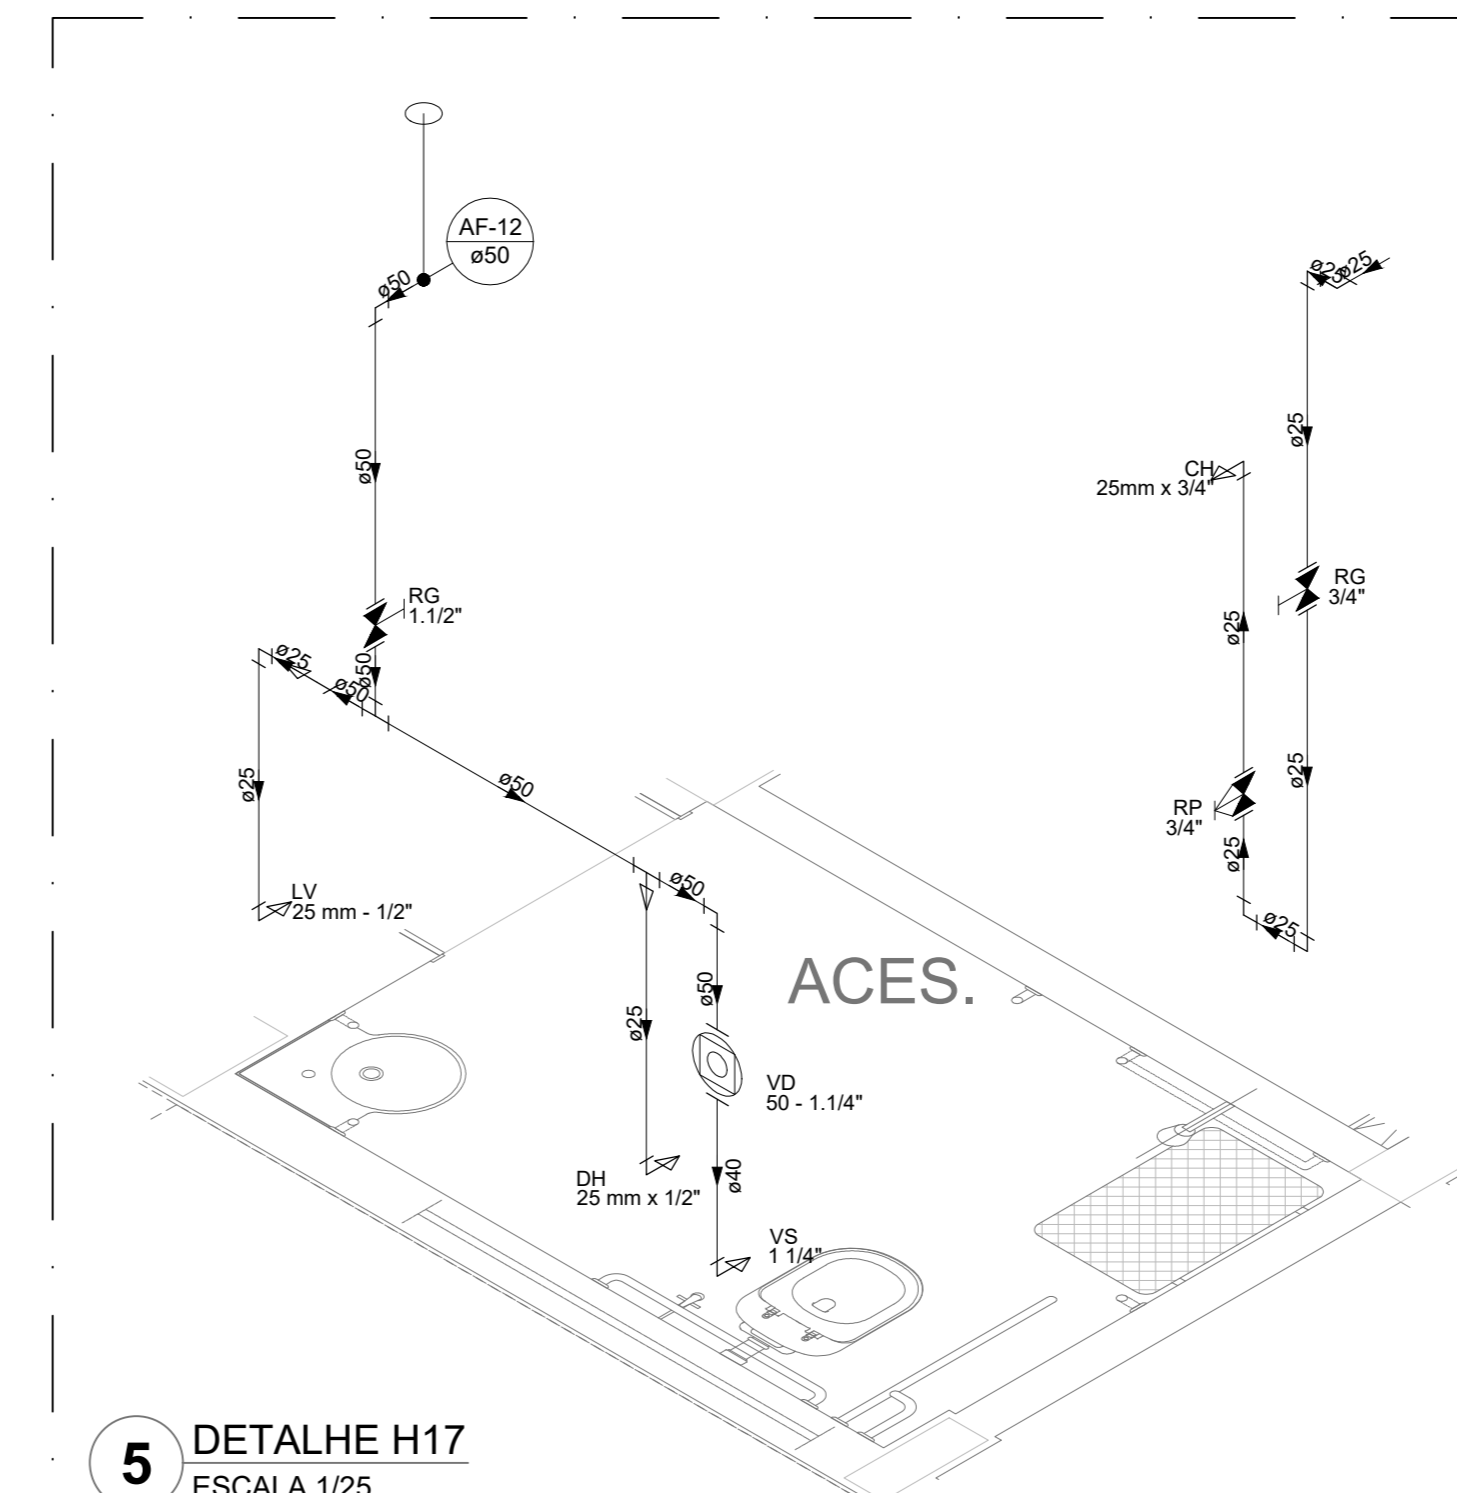 AF-12
ø50
ø50
ø50
RG
1.1/2"
ø50
ø25
ø50
ø25
LV
25 mm - 1/2"
ø50
ø50
ø25
DH
25 mm x 1/2"
ø50
VD
50 - 1.1/4"
ø40
VS
1 1/4"
ACES.
ø25
ø25
ø25
CH
25mm x 3/4"
RG
3/4"
ø25
ø25
RP
3/4"
ø25
ø25
5
DETALHE H17
ESCALA 1/25